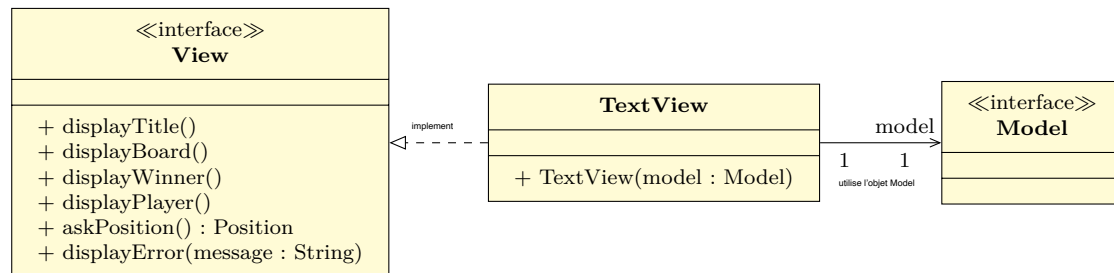 ≪interface≫
View
+ displayTitle()
+ displayBoard()
+ displayWinner()
+ displayPlayer()
+ askPosition() : Position
+ displayError(message : String)
implement
TextView
+ TextView(model : Model)
model
1 1
utilise l'objet Model
≪interface≫
Model